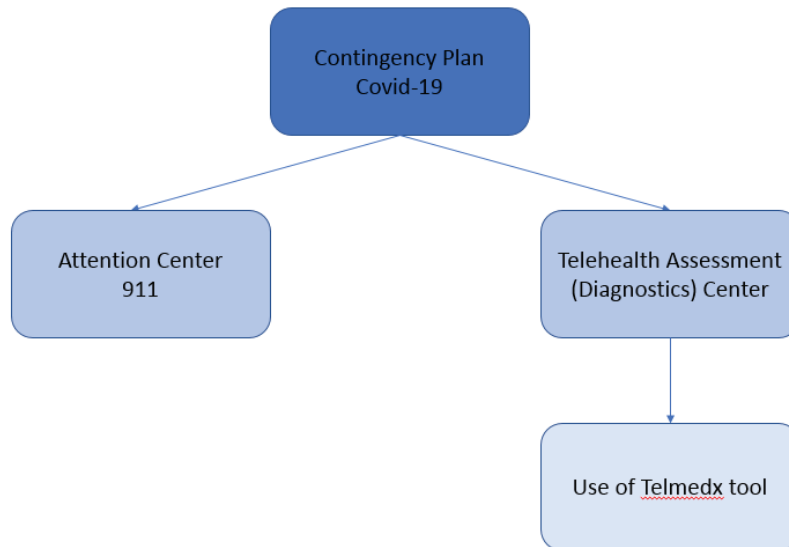 Contingency Plan
Covid-19
Attention Center
911
Telehealth Assessment
(Diagnostics) Center
Use of Telmedx tool